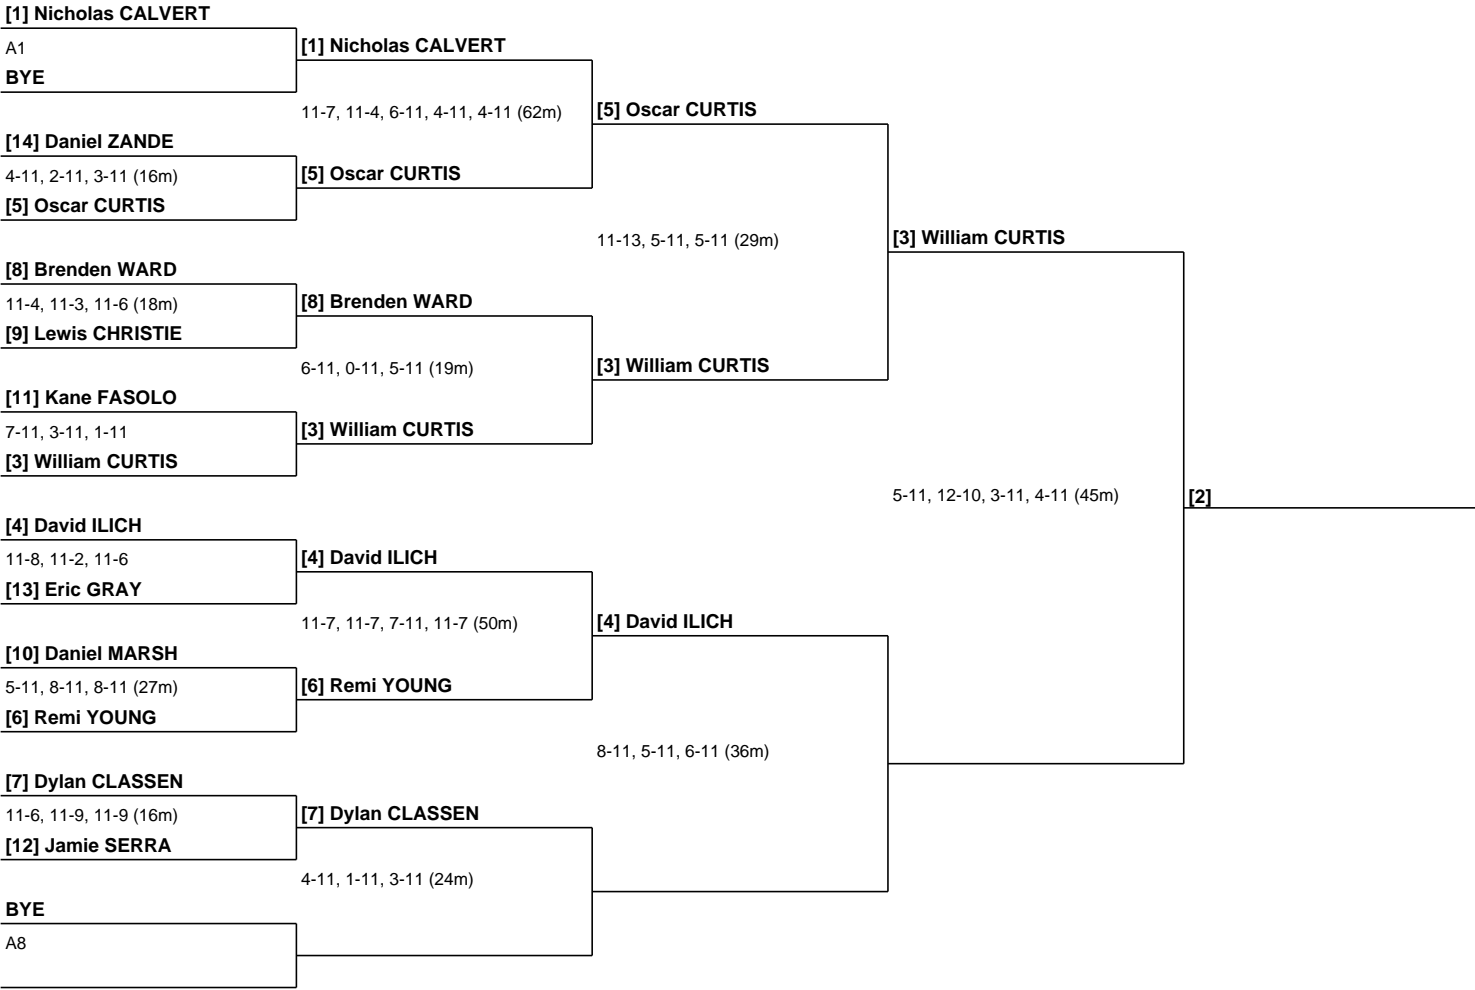 [1] Nicholas CALVERT
A1
BYE
[14] Daniel ZANDE
4-11, 2-11, 3-11 (16m)
[5] Oscar CURTIS
[8] Brenden WARD
11-4, 11-3, 11-6 (18m)
[9] Lewis CHRISTIE
[11] Kane FASOLO
7-11, 3-11, 1-11
[3] William CURTIS
[4] David ILICH
11-8, 11-2, 11-6
[13] Eric GRAY
[10] Daniel MARSH
5-11, 8-11, 8-11 (27m)
[6] Remi YOUNG
[7] Dylan CLASSEN
11-6, 11-9, 11-9 (16m)
[12] Jamie SERRA
BYE
A8
[1] Nicholas CALVERT
11-7, 11-4, 6-11, 4-11, 4-11 (62m)
[5] Oscar CURTIS
[8] Brenden WARD
6-11, 0-11, 5-11 (19m)
[3] William CURTIS
[4] David ILICH
11-7, 11-7, 7-11, 11-7 (50m)
[6] Remi YOUNG
[7] Dylan CLASSEN
4-11, 1-11, 3-11 (24m)
[5] Oscar CURTIS
11-13, 5-11, 5-11 (29m)
[3] William CURTIS
[4] David ILICH
8-11, 5-11, 6-11 (36m)
[3] William CURTIS
5-11, 12-10, 3-11, 4-11 (45m)
[2]